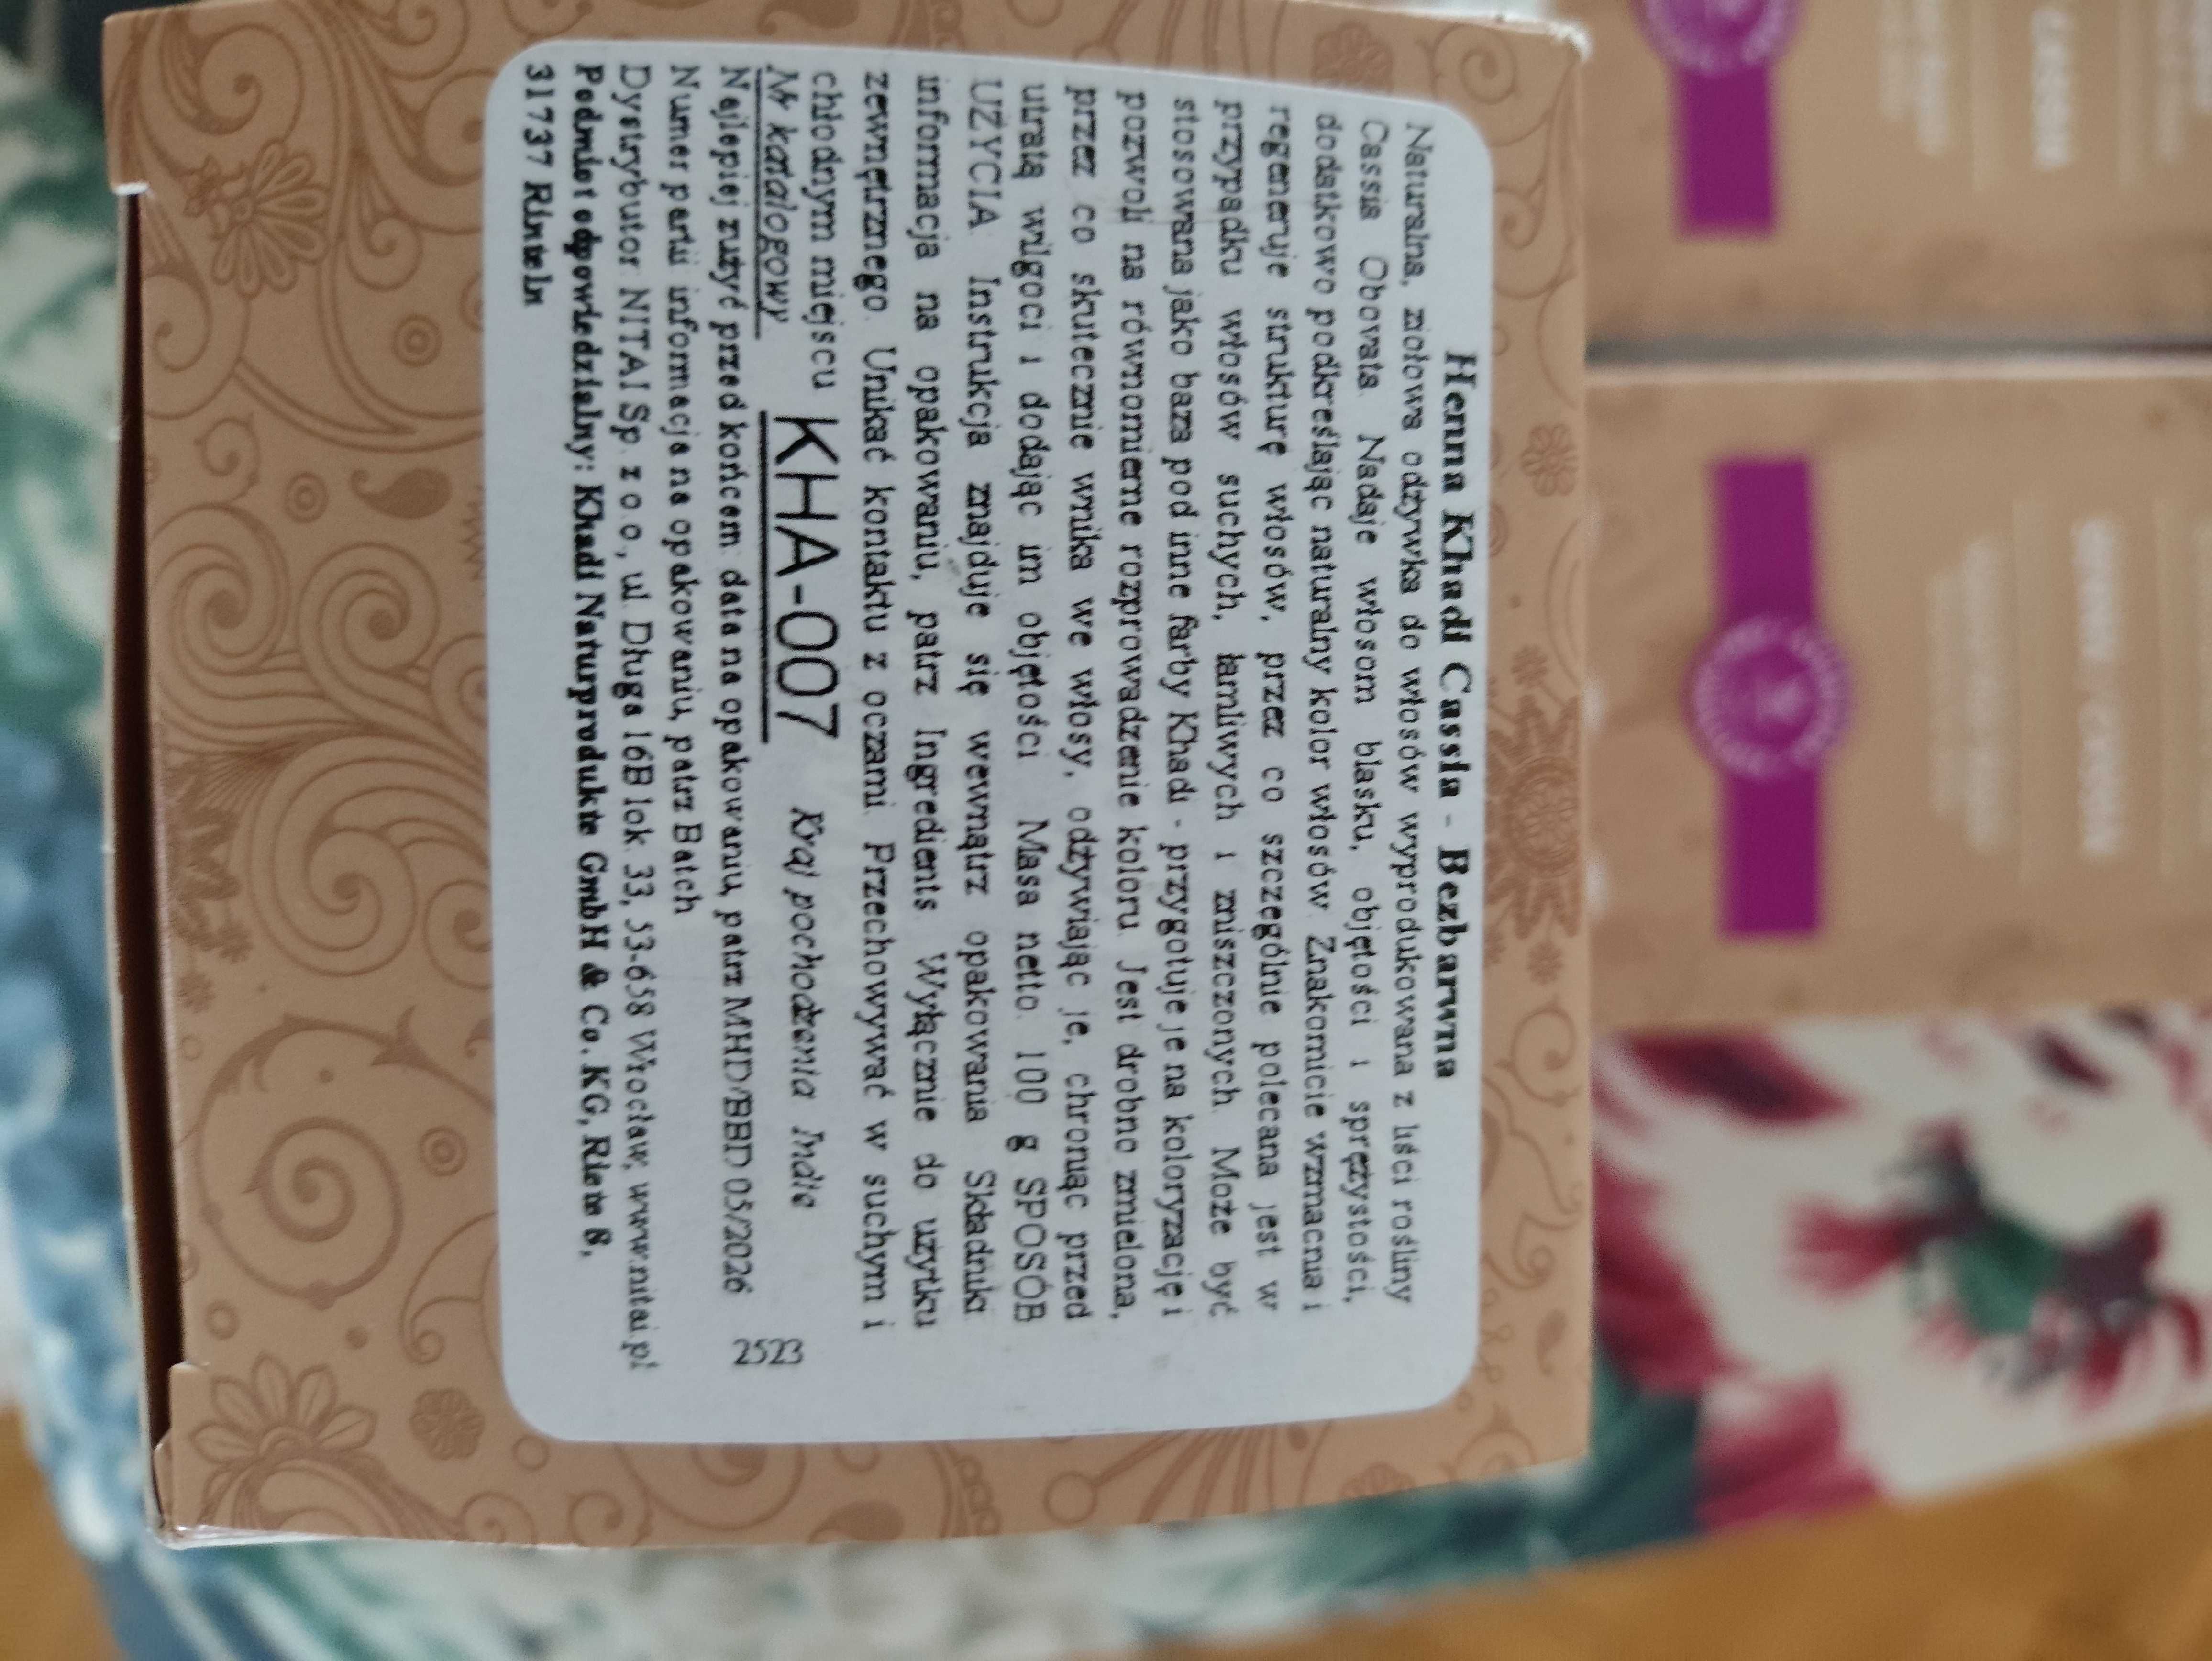 Henna Khadi Cassia - Bezbarwna
Naturalna, ziołowa odżywka do włosów wyprodukowana z liści rośliny
Cassia Obovata. Nadaje włosom blasku, objętości i sprężystości,
dodatkowo podkreślając naturalny kolor włosów. Znakomicie wzmacnia i
regeneruje strukturę włosów, przez co szczególnie polecana jest w
przypadku włosów suchych, łamliwych i zniszczonych. Może być
stosowana jako baza pod inne farby Khadi - przygotuje je na koloryzację i
pozwoli na równomierne rozprowadzenie koloru. Jest drobno zmielona,
przez co skutecznie wnika we włosy, odżywiając je, chroniąc przed
utratą wilgoci i dodając im objętości. Masa netto: 100 g SPOSÓB
UŻYCIA: Instrukcja znajduje się wewnątrz opakowania. Składniki:
informacja na opakowaniu, patrz Ingredients. Wyłącznie do użytku
zewnętrznego. Unikać kontaktu z oczami. Przechowywać w suchym i
chłodnym miejscu.
Nr katalogowy KHA-007 Kraj pochodzenia: Indie
Najlepiej zużyć przed końcem: data na opakowaniu, patrz MHD/BBD 05/2026 2523
Numer partii: informacja na opakowaniu, patrz Batch
Dystrybutor: NITAI Sp. z o.o., ul. Długa 16B lok. 33, 53-658 Wrocław, www.nitai.pl
Podmiot odpowiedzialny: Khadi Naturprodukte GmbH & Co. KG, Riete 8,
31737 Rinteln